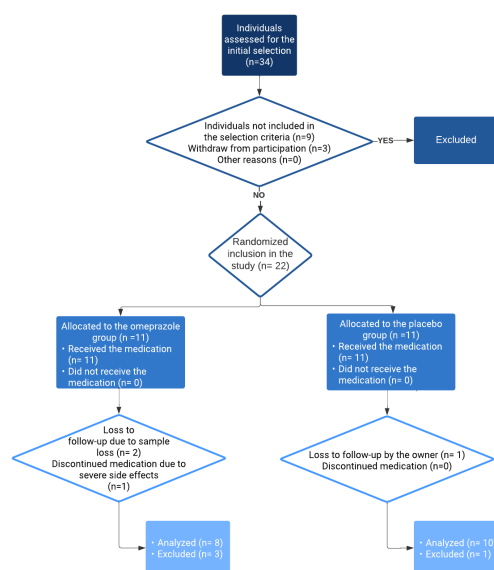 Individuals
assessed for the
initial selection
(n=34)
Individuals not included in
the selection criteria (n=9)
Withdraw from participation (n=3)
Other reasons (n=0)
YES
Excluded
NO
Randomized
inclusion in the
study (n= 22)
Allocated to the omeprazole
group (n =11)
• Received the medication
(n= 11)
• Did not receive the
medication (n= 0)
Allocated to the placebo
group (n =11)
• Received the medication
(n= 11)
• Did not receive the
medication (n= 0)
Loss to
follow-up due to sample
loss (n= 2)
Discontinued medication due to
severe side effects
(n=1)
Loss to follow-up by the owner (n= 1)
Discontinued medication (n=0)
• Analyzed (n= 8)
• Excluded (n= 3)
• Analyzed (n= 10
• Excluded (n= 1)